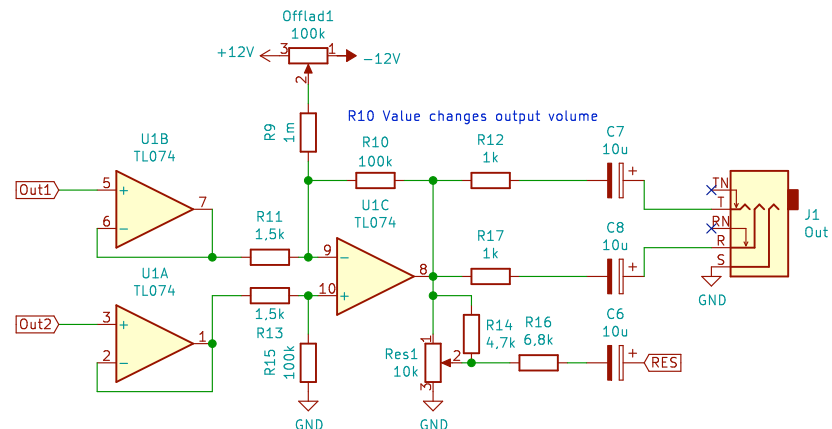 Offlad1
100k
+12V
3
1
-12V
2
R10 Value changes output volume
R9
1m
R10
100k
R12
1k
C7
10u
+
U1B
TL074
Out1
5
+
7
6
-
R11
1,5k
U1C
TL074
9
-
8
10
+
R17
1k
C8
10u
+
TN
T
RN
R
S
J1
Out
GND
U1A
TL074
Out2
3
+
1
2
-
1,5k
R13
R15
100k
GND
Res1
10k
1
2
3
GND
R14
4,7k
R16
6,8k
C6
10u
+
RES